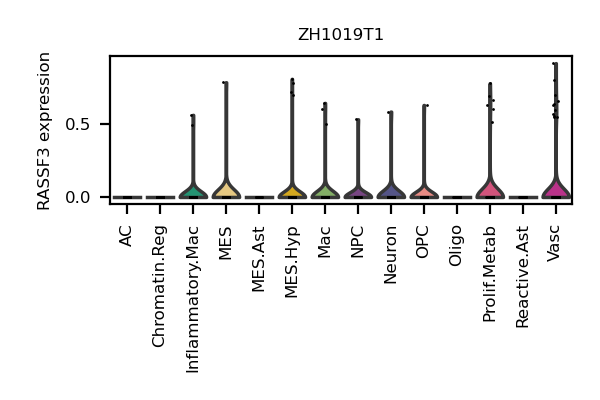 ZH1019T1
RASSF3 expression
0.5
0.0
AC
Chromatin.Reg
Inflammatory.Mac
MES
MES.Ast
MES.Hyp
Mac
NPC
Neuron
OPC
Oligo
Prolif.Metab
Reactive.Ast
Vasc